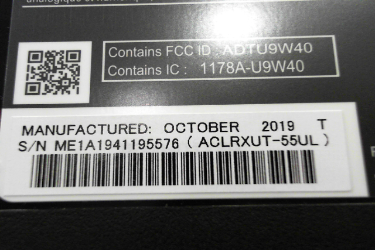 Contains FCC ID : ADTU9W40
Contains IC : 1178A-U9W40
MANUFACTURED: OCTOBER 2019 T
S/N ME1A1941195576 ( ACLRXUT-55UL )